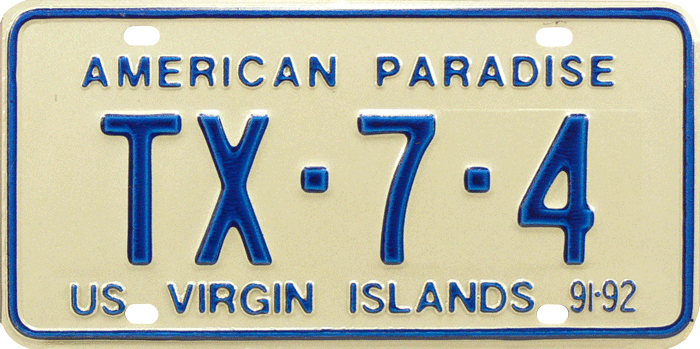 AMERICAN PARADISE
TX·7·4
US VIRGIN ISLANDS 91·92